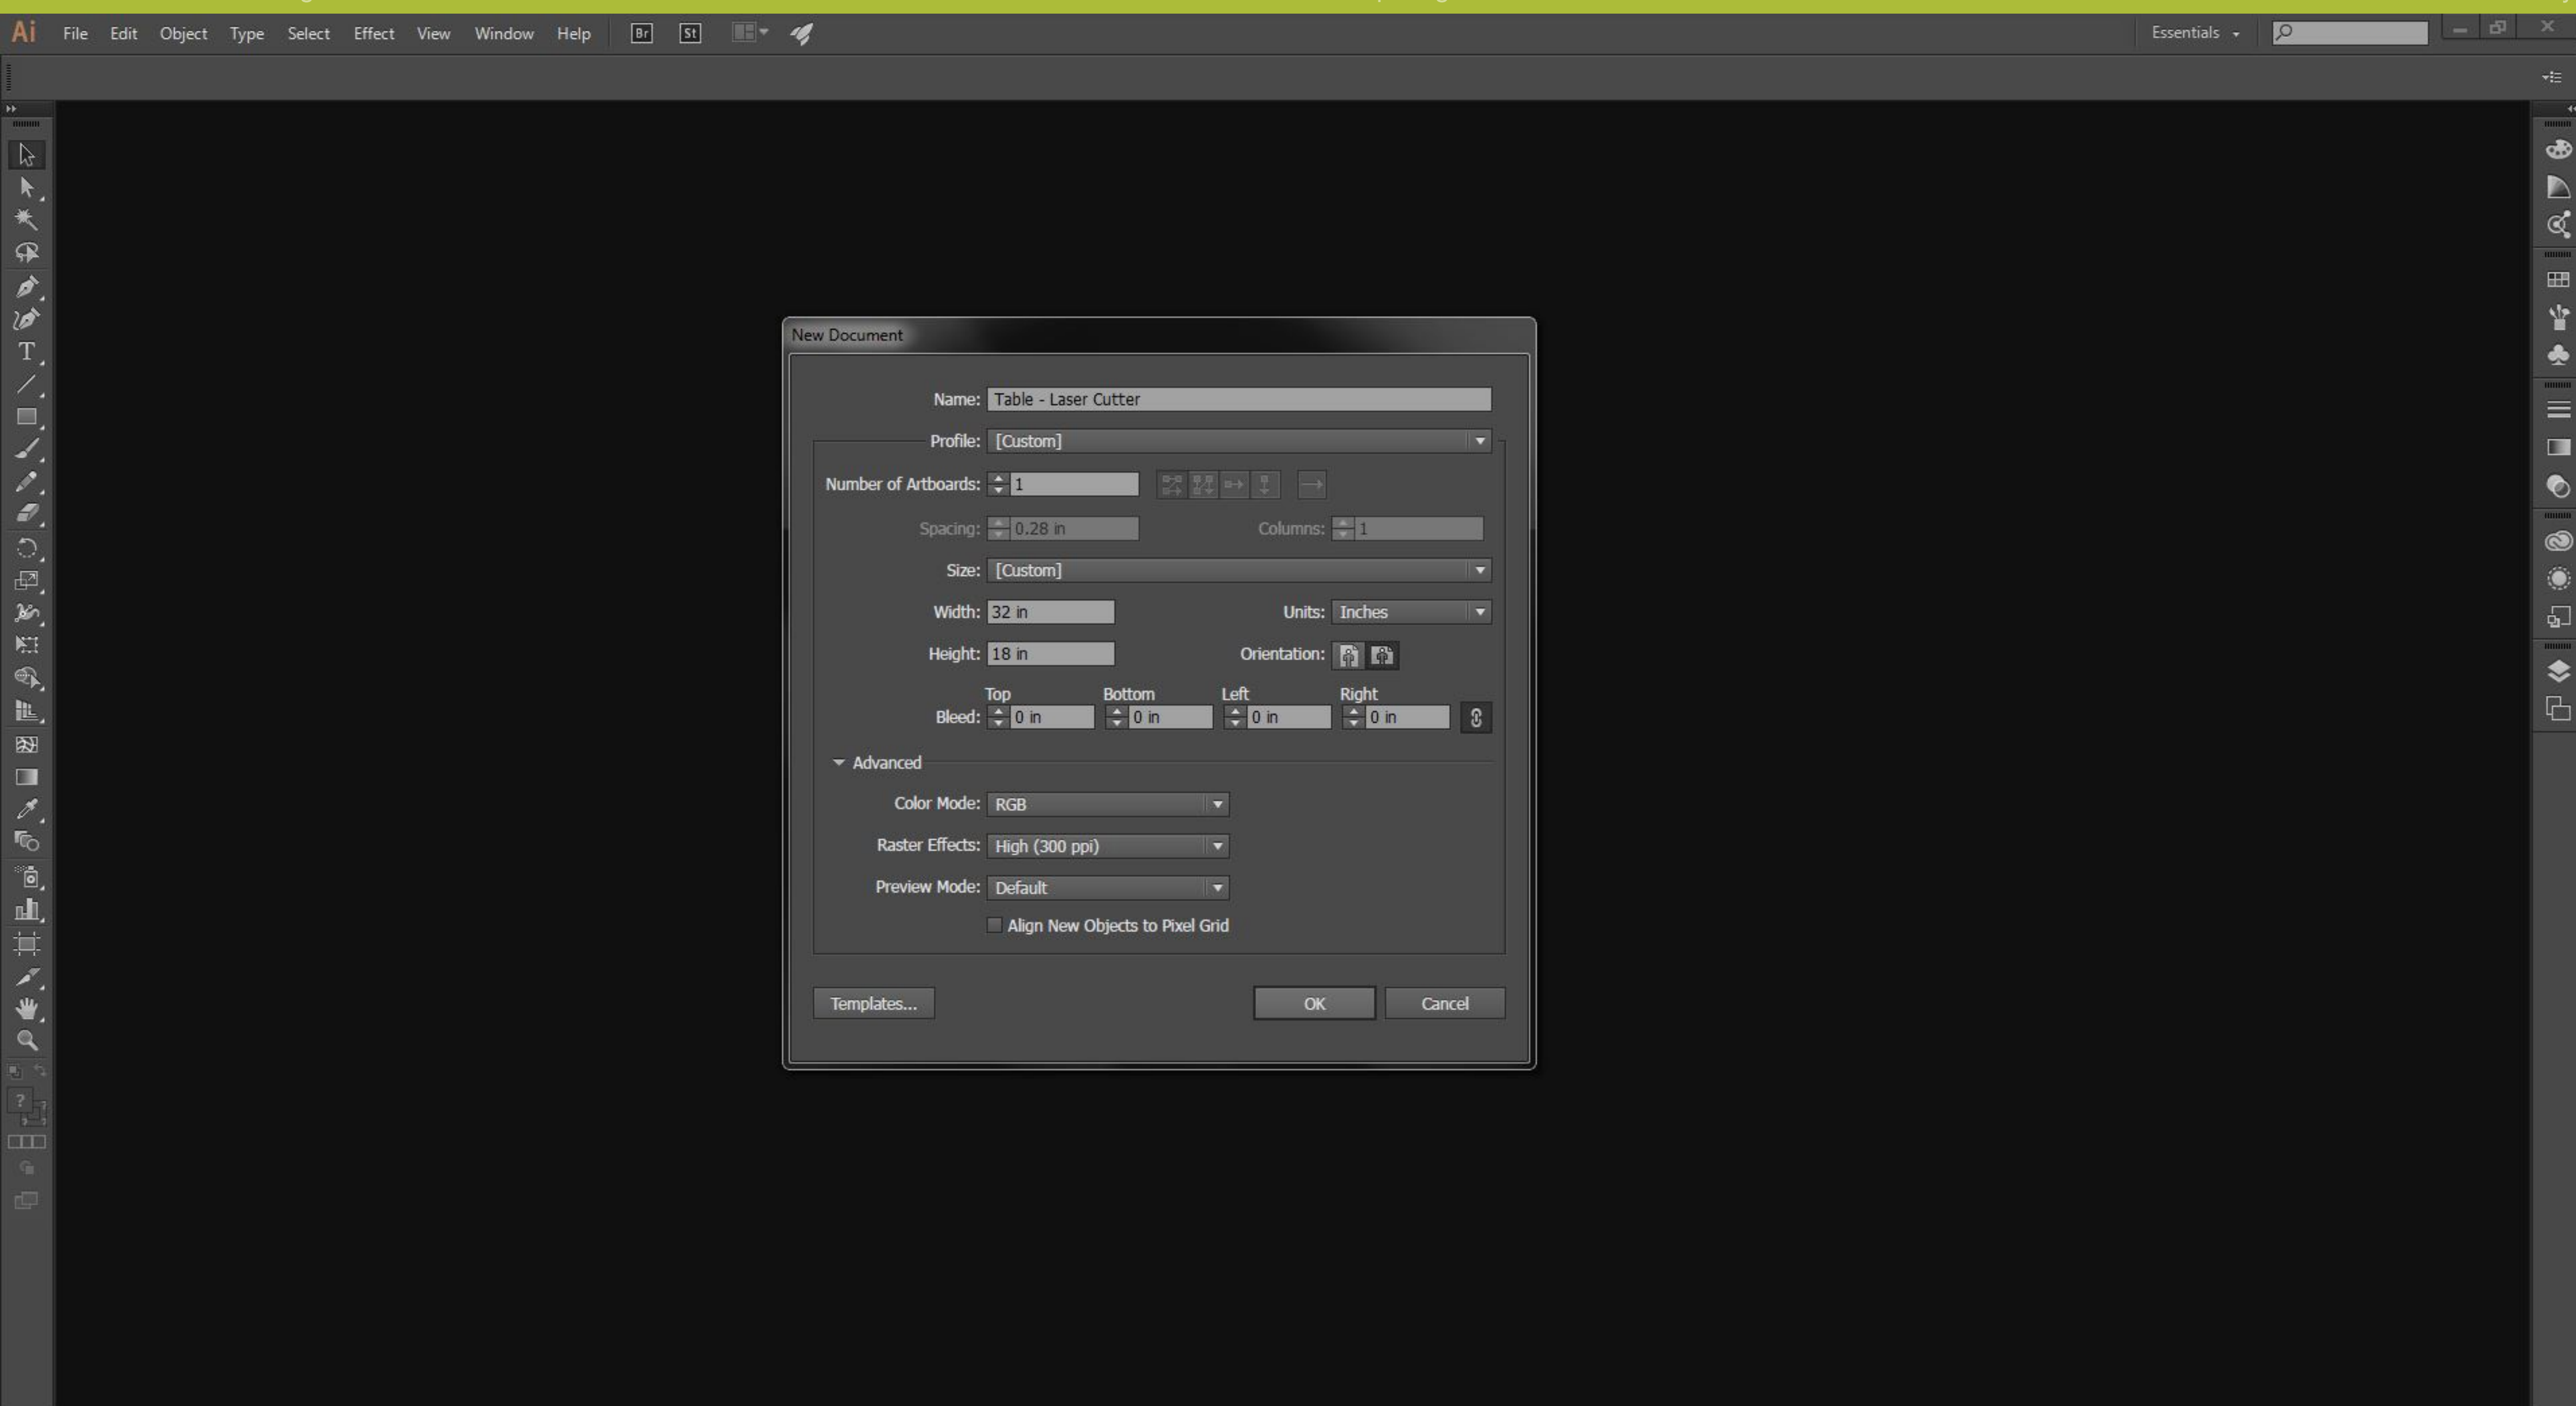 Ai File Edit Object Type Select Effect View Window Help Br St Essentials
New Document
Name: Table - Laser Cutter
Profile: [Custom]
Number of Artboards: 1
Spacing: 0.28 in Columns: 1
Size: [Custom]
Width: 32 in Units: Inches
Height: 18 in Orientation:
Top Bottom Left Right
Bleed: 0 in 0 in 0 in 0 in
Advanced
Color Mode: RGB
Raster Effects: High (300 ppi)
Preview Mode: Default
Align New Objects to Pixel Grid
Templates... OK Cancel